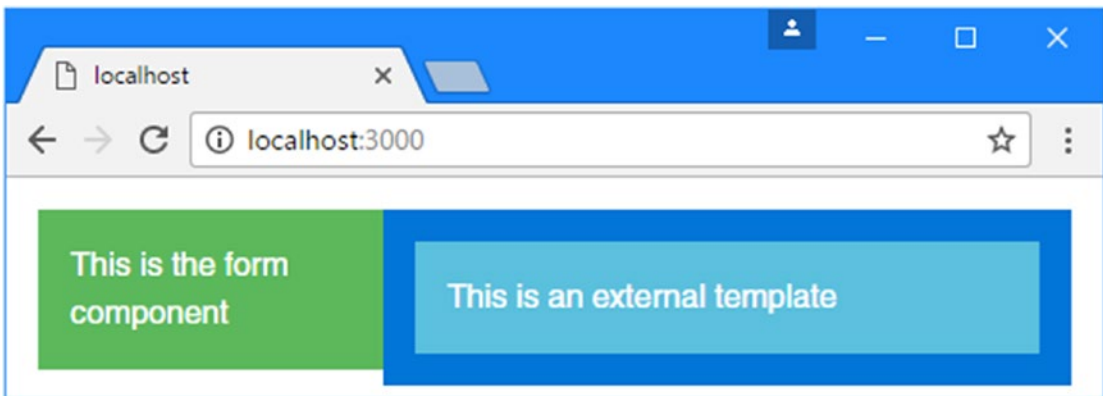 localhost
localhost:3000
This is the form
component
This is an external template